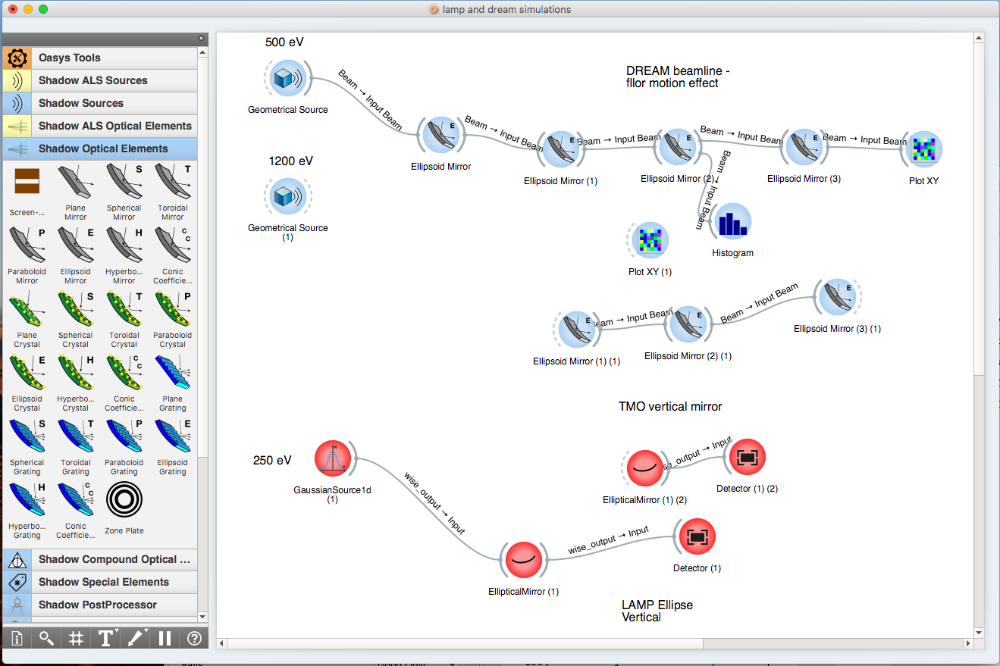 lamp and dream simulations
Oasys Tools
Shadow ALS Sources
Shadow Sources
Shadow ALS Optical Elements
Shadow Optical Elements
Screen-...
Plane
Mirror
S
Spherical
Mirror
T
Toroidal
Mirror
P
Paraboloid
Mirror
E
Ellipsoid
Mirror
H
Hyperbo...
Mirror
C
C
Conic
Coefficie...
Plane
Crystal
S
Spherical
Crystal
T
Toroidal
Crystal
P
Paraboloid
Crystal
E
Ellipsoid
Crystal
H
Hyperbo...
Crystal
C
C
Conic
Coefficie...
Plane
Grating
S
Spherical
Grating
T
Toroidal
Grating
P
Paraboloid
Grating
E
Ellipsoid
Grating
H
Hyperbo...
Grating
C
C
Conic
Coefficie...
Zone Plate
Shadow Compound Optical ...
Shadow Special Elements
Shadow PostProcessor
T
500 eV
Geometrical Source
Beam → Input Beam
E
Ellipsoid Mirror
Beam → Input Beam
DREAM beamline -
fllor motion effect
E
Ellipsoid Mirror (1)
Beam → Input Beam
E
Ellipsoid Mirror (2)
Beam → Input Beam
E
Ellipsoid Mirror (3)
Beam → Input Beam
Plot XY
Beam → Input Beam
Histogram
1200 eV
Geometrical Source
(1)
Plot XY (1)
E
Ellipsoid Mirror (1) (1)
eam → Input Beam
E
Ellipsoid Mirror (2) (1)
Beam → Input Beam
E
Ellipsoid Mirror (3) (1)
TMO vertical mirror
250 eV
GaussianSource1d
(1)
wise_output → Input
EllipticalMirror (1) (2)
_output → Input
Detector (1) (2)
EllipticalMirror (1)
wise_output → Input
Detector (1)
LAMP Ellipse
Vertical